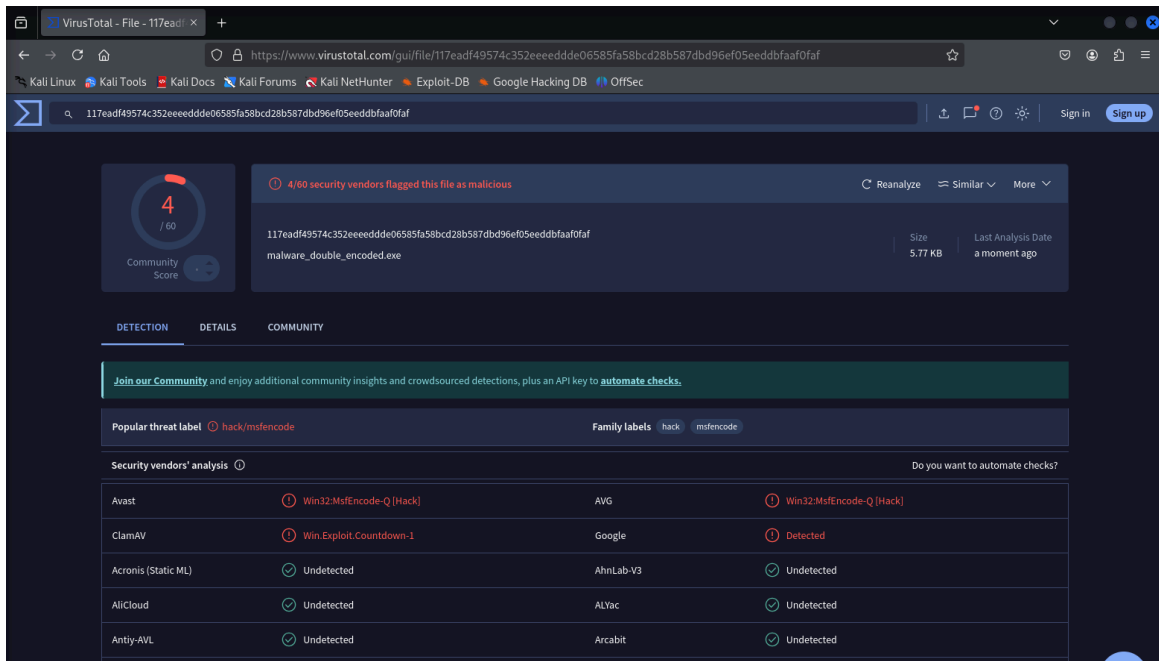 VirusTotal - File - 117eadf
https://www.virustotal.com/gui/file/117eadf49574c352eeeeddde06585fa58bcd28b587dbd96ef05eeddbfaaf0faf
Kali Linux Kali Tools Kali Docs Kali Forums Kali NetHunter Exploit-DB Google Hacking DB OffSec
117eadf49574c352eeeeddde06585fa58bcd28b587dbd96ef05eeddbfaaf0faf Sign in Sign up
4
/ 60
Community
Score
4/60 security vendors flagged this file as malicious Reanalyze Similar More
117eadf49574c352eeeeddde06585fa58bcd28b587dbd96ef05eeddbfaaf0faf
malware_double_encoded.exe
Size
5.77 KB
Last Analysis Date
a moment ago
DETECTION DETAILS COMMUNITY
Join our Community and enjoy additional community insights and crowdsourced detections, plus an API key to automate checks.
Popular threat label hack/msfencode Family labels hack msfencode
Security vendors' analysis Do you want to automate checks?
Avast Win32:MsfEncode-Q [Hack] AVG Win32:MsfEncode-Q [Hack]
ClamAV Win.Exploit.Countdown-1 Google Detected
Acronis (Static ML) Undetected AhnLab-V3 Undetected
AliCloud Undetected ALYac Undetected
Antiy-AVL Undetected Arcabit Undetected